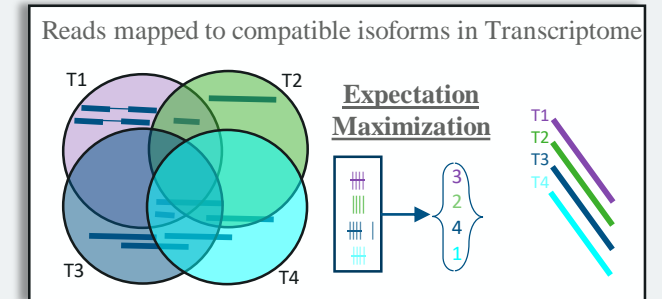 Reads mapped to compatible isoforms in Transcriptome
T1
T2
T3
T4
Expectation
Maximization
3
2
4
1
T1
T2
T3
T4